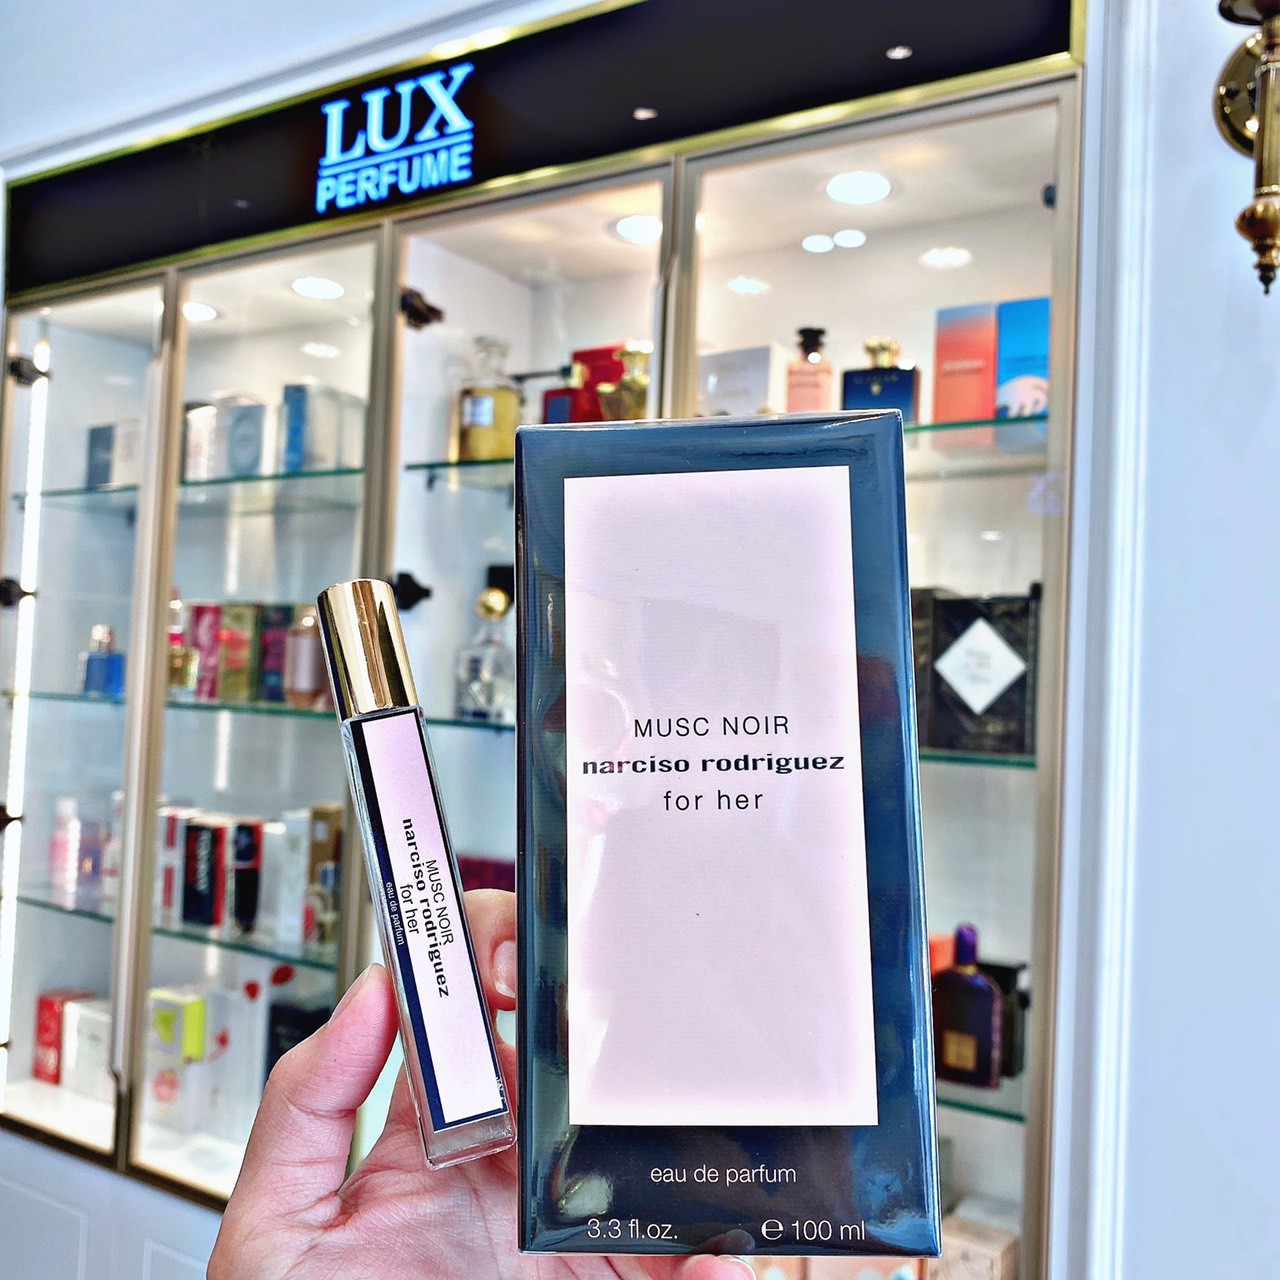 LUX
PERFUME
MUSC NOIR
narciso rodriguez
for her
eau de parfum
3.3 fl.oz.
℮ 100 ml
MUSC NOIR
narciso rodriguez
for her
eau de parfum